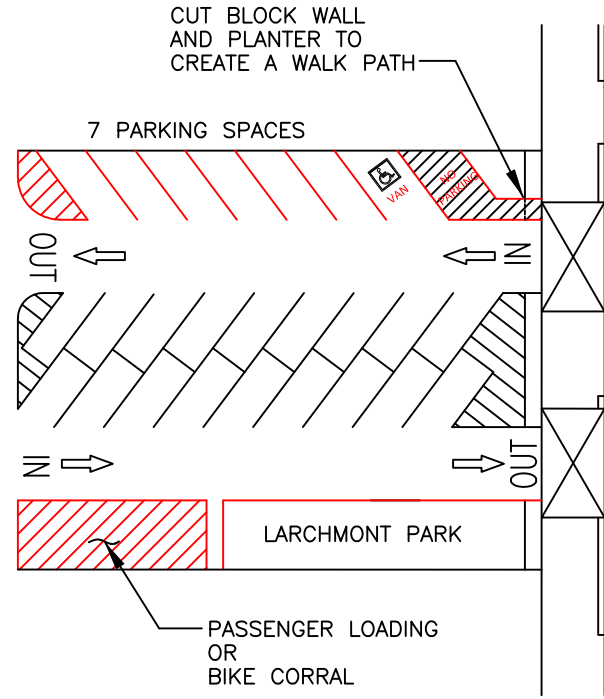 CUT BLOCK WALL
AND PLANTER TO
CREATE A WALK PATH
7 PARKING SPACES
VAN
NO
PARKING
OUT
IN
IN
OUT
LARCHMONT PARK
PASSENGER LOADING
OR
BIKE CORRAL